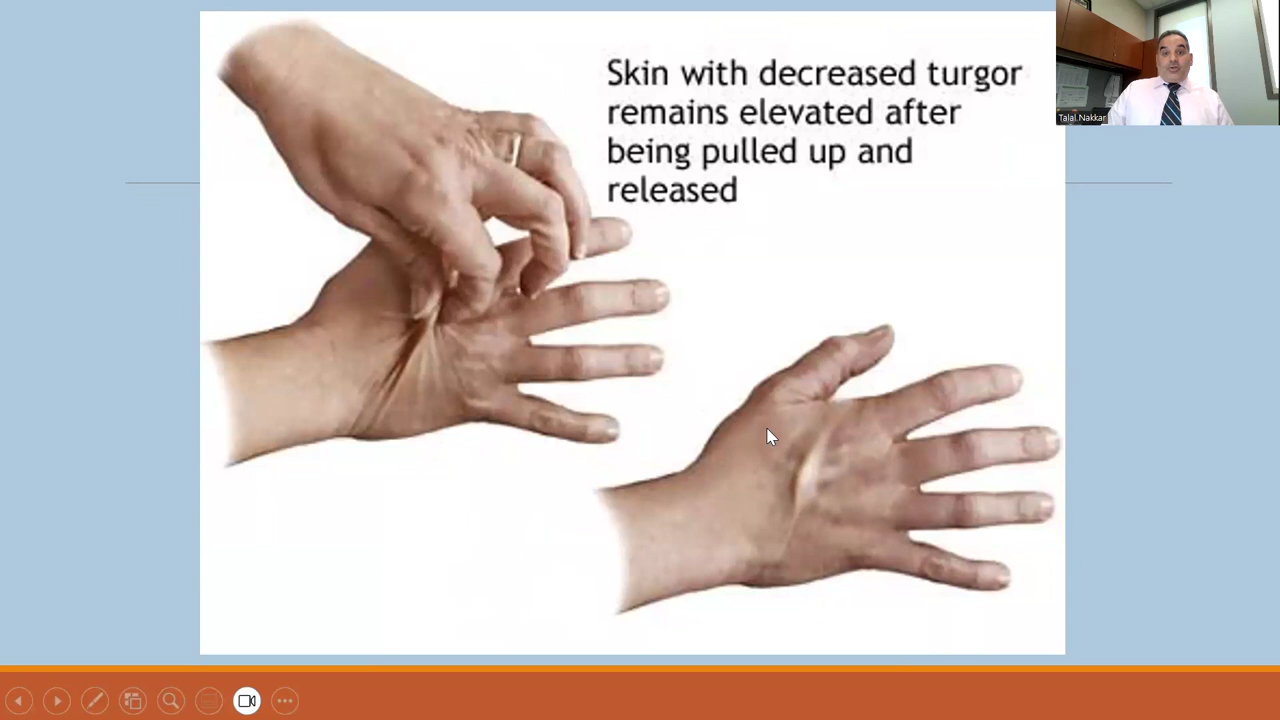 Skin with decreased turgor
remains elevated after
being pulled up and
released
Talal Nakkar